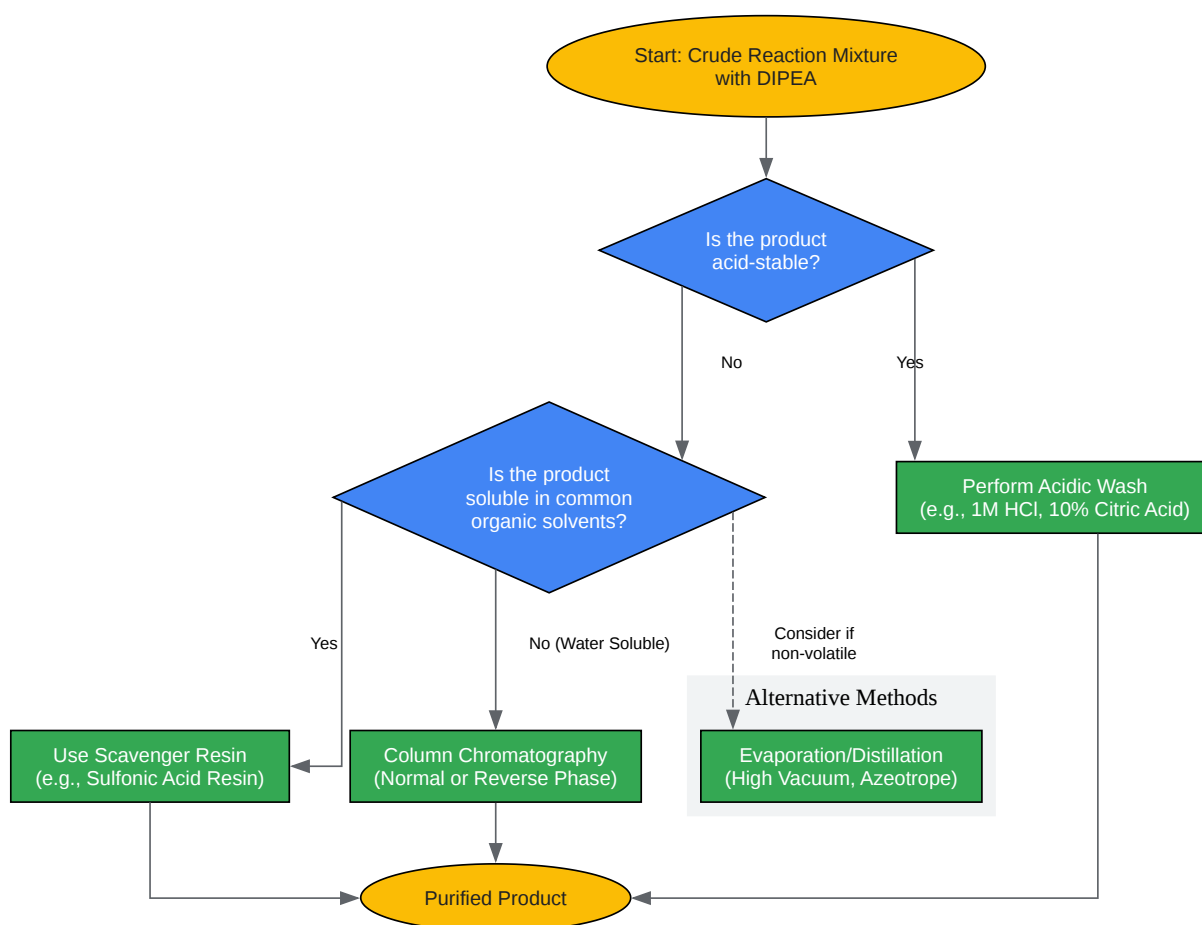 Start: Crude Reaction Mixture
with DIPEA
Is the product
acid-stable?
No
Yes
Is the product
soluble in common
organic solvents?
Perform Acidic Wash
(e.g., 1M HCl, 10% Citric Acid)
Yes
No (Water Soluble)
Consider if
non-volatile
Alternative Methods
Use Scavenger Resin
(e.g., Sulfonic Acid Resin)
Column Chromatography
(Normal or Reverse Phase)
Evaporation/Distillation
(High Vacuum, Azeotrope)
Purified Product